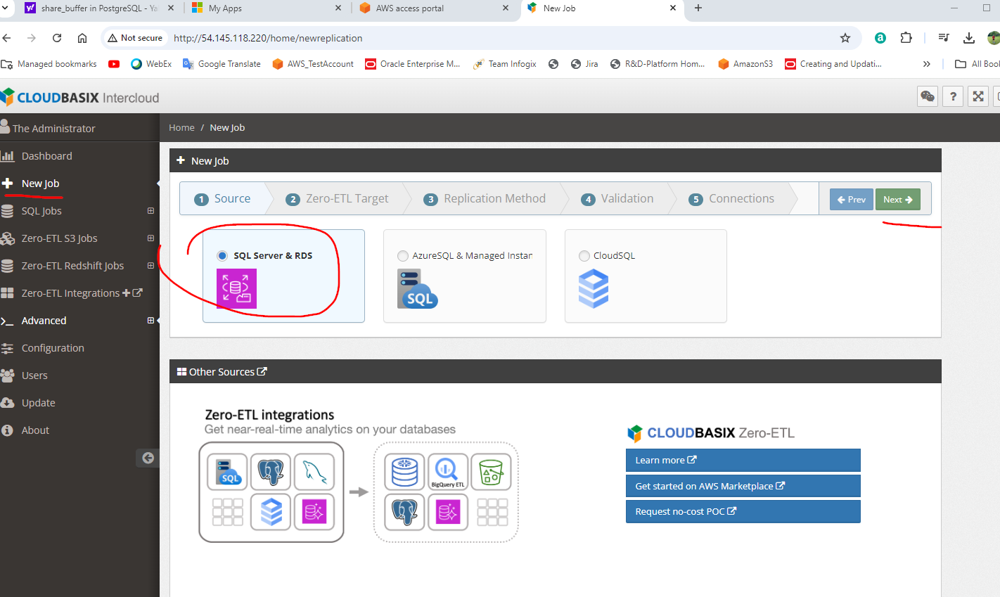 share_buffer in PostgreSQL - Ya
My Apps
AWS access portal
New Job
Not secure
http://54.145.118.220/home/newreplication
Managed bookmarks
WebEx
Google Translate
AWS_TestAccount
Oracle Enterprise M...
Team Infogix
Jira
R&D-Platform Hom...
AmazonS3
Creating and Updati...
All Book
CLOUDBASIX Intercloud
?
The Administrator
Home / New Job
Dashboard
New Job
SQL Jobs
Zero-ETL S3 Jobs
Zero-ETL Redshift Jobs
Zero-ETL Integrations
Advanced
Configuration
Users
Update
About
New Job
1 Source
2 Zero-ETL Target
3 Replication Method
4 Validation
5 Connections
Prev
Next
SQL Server & RDS
AzureSQL & Managed Instan
SQL
CloudSQL
Other Sources
Zero-ETL integrations
Get near-real-time analytics on your databases
SQL
BigQuery ETL
CLOUDBASIX Zero-ETL
Learn more
Get started on AWS Marketplace
Request no-cost POC